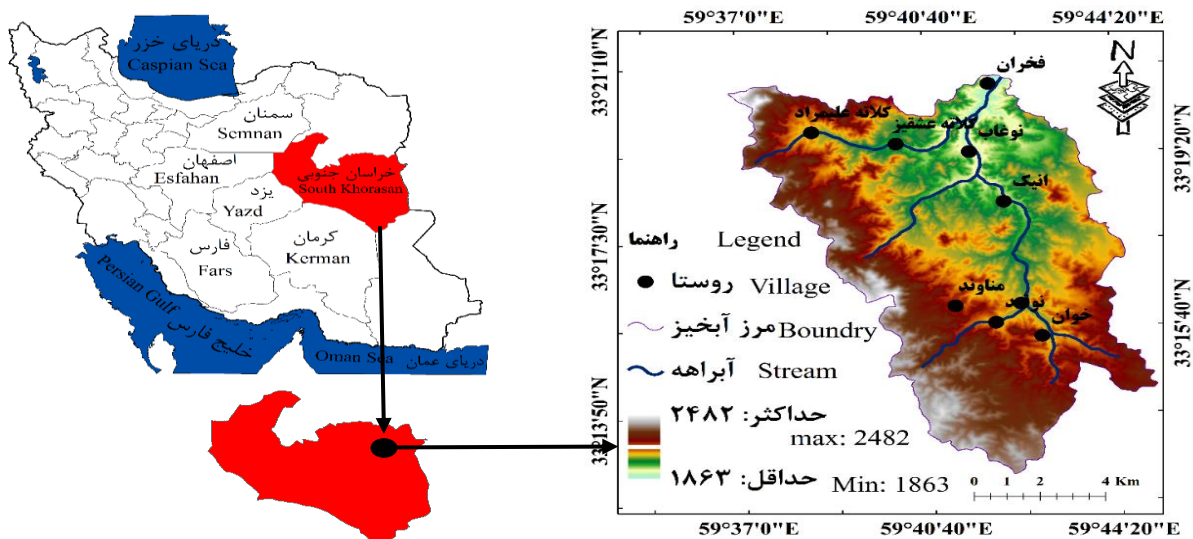 دریای خزر
Caspian Sea
سمنان
Semnan
اصفهان
Esfahan
خراسان جنوبی
South Khorasan
یزد
Yazd
کرمان
Kerman
فارس
Fars
Persian Gulf
خلیج فارس
Oman Sea دریای عمان
59°37'0"E 59°40'40"E 59°44'20"E
33°21'10"N
33°17'30"N
33°13'50"N
33°19'20"N
33°15'40"N
N
فخران
کلاته علیمراد
کلاته عشقیز
نوغاب
انیک
مناوند
خوان
راهنما Legend
روستا Village
مرز آبخیز Boundry
آبراهه Stream
حداکثر: ۲۴۸۲
max: 2482
حداقل: ۱۸۶۳ Min: 1863
0 1 2 4 Km
59°37'0"E 59°40'40"E 59°44'20"E